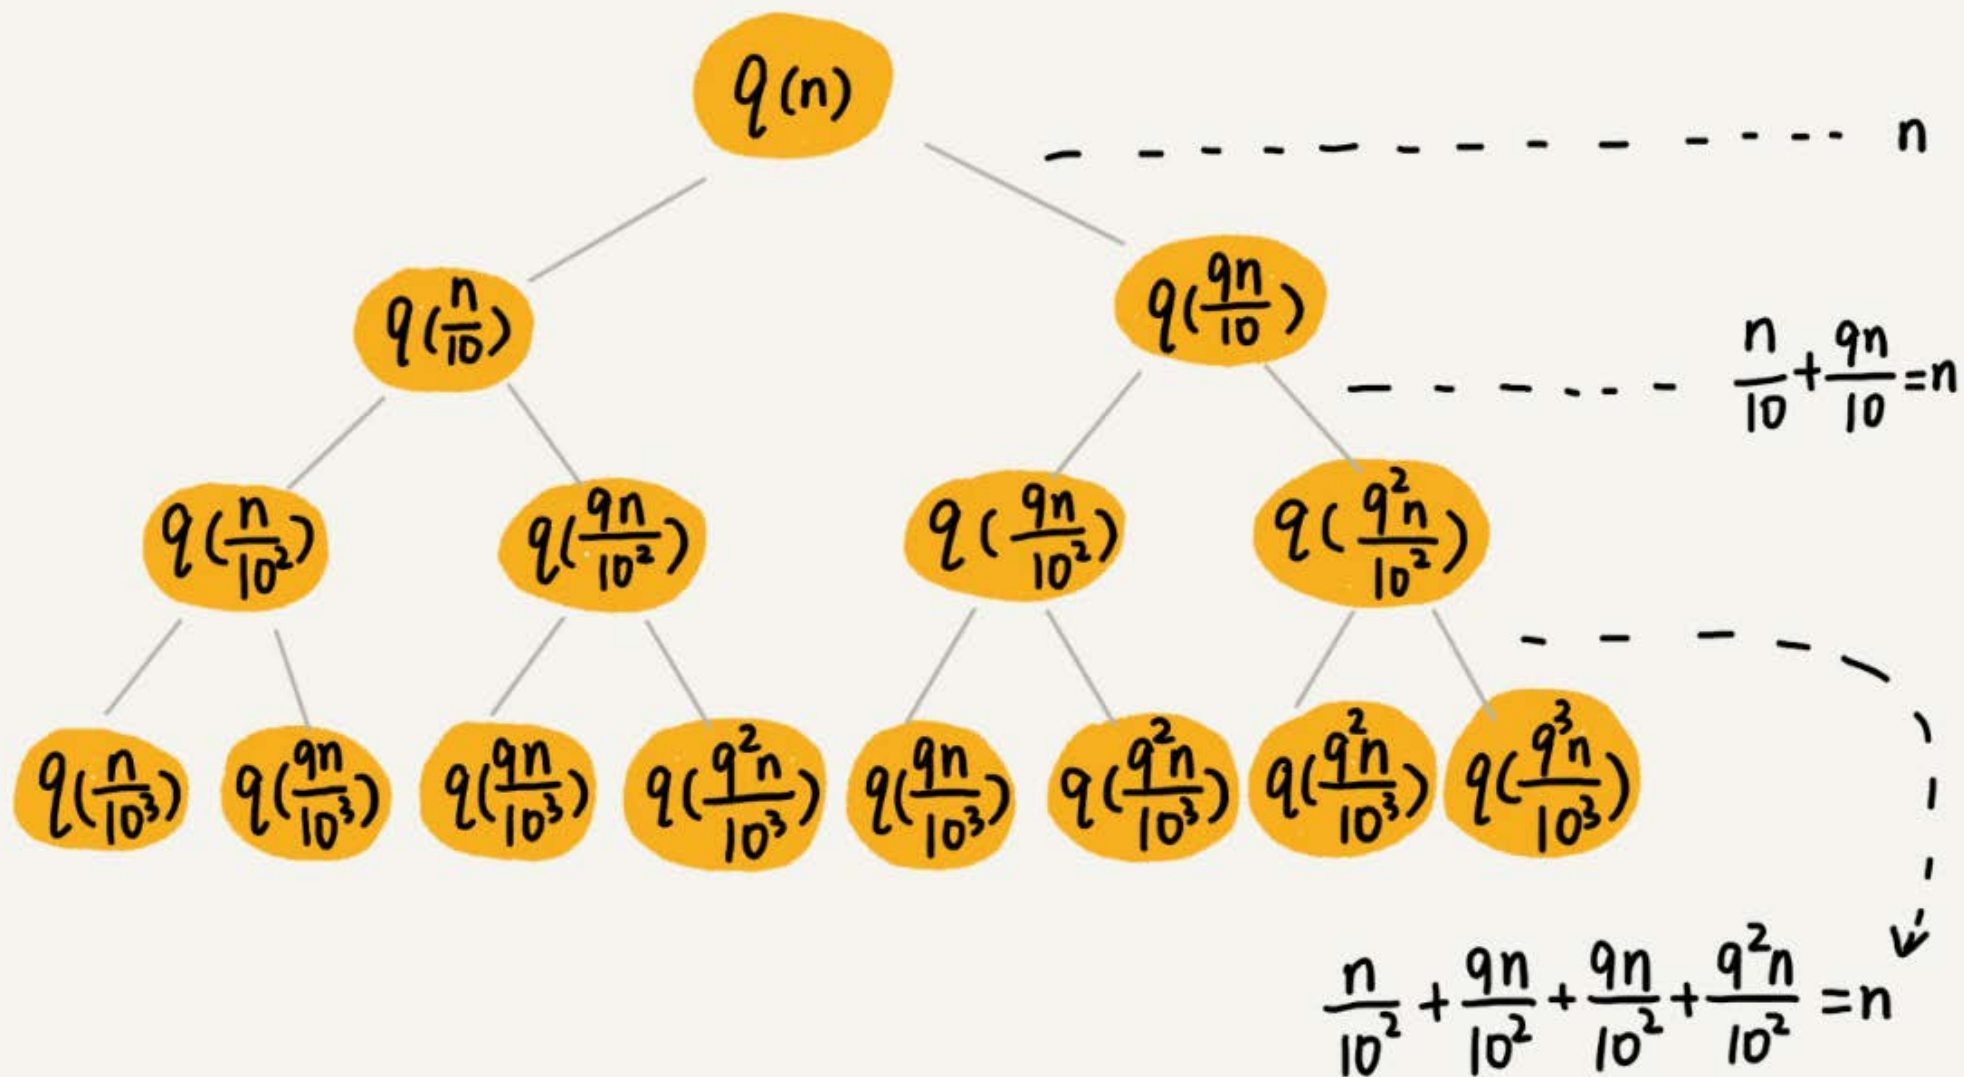 q(n)
n
q(n/10) q(9n/10)
n/10 + 9n/10 = n
q(n/10²) q(9n/10²) q(9n/10²) q(9²n/10²)
q(n/10³) q(9n/10³) q(9n/10³) q(9²n/10³) q(9n/10³) q(9²n/10³) q(9²n/10³) q(9³n/10³)
n/10² + 9n/10² + 9n/10² + 9²n/10² = n